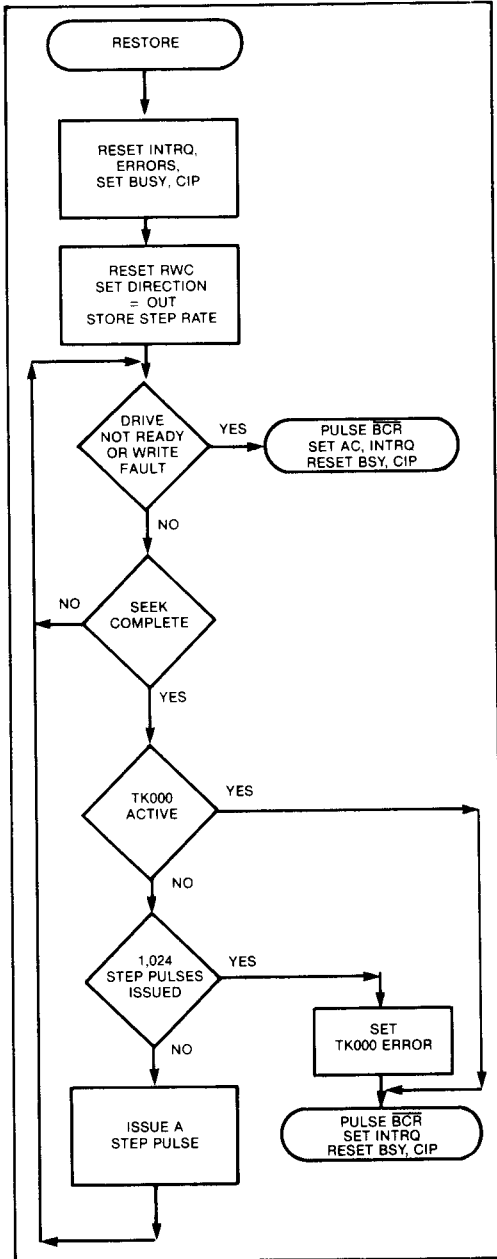 RESTORE
RESET INTRQ,
ERRORS,
SET BUSY, CIP
RESET RWC
SET DIRECTION
= OUT
STORE STEP RATE
DRIVE
NOT READY
OR WRITE
FAULT
YES
PULSE BCR
SET AC, INTRQ
RESET BSY, CIP
NO
SEEK
COMPLETE
NO
YES
TK000
ACTIVE
YES
NO
1,024
STEP PULSES
ISSUED
YES
SET
TK000 ERROR
NO
ISSUE A
STEP PULSE
PULSE BCR
SET INTRQ
RESET BSY, CIP